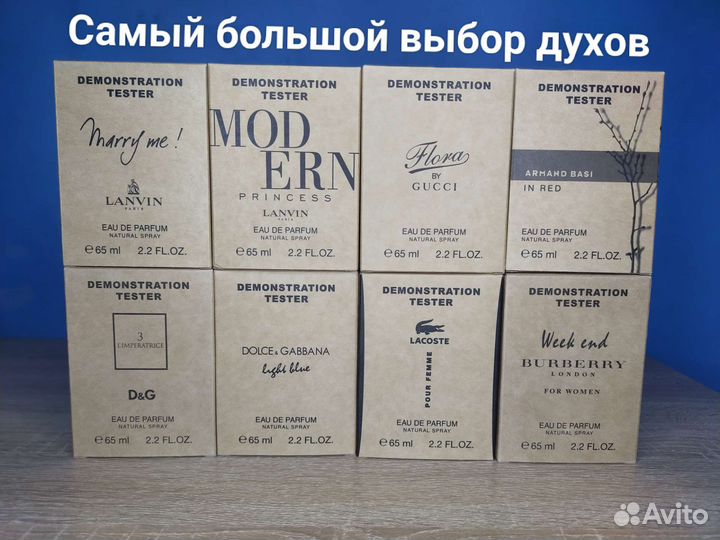 Самый большой выбор духов
DEMONSTRATION
TESTER
Marry me!
LANVIN
PARIS
EAU DE PARFUM
NATURAL SPRAY
℮ 65 ml 2.2 FL.OZ.
DEMONSTRATION
TESTER
MOD
ERN
PRINCESS
LANVIN
PARIS
EAU DE PARFUM
NATURAL SPRAY
℮ 65 ml 2.2 FL.OZ.
DEMONSTRATION
TESTER
Flora
BY
GUCCI
EAU DE PARFUM
NATURAL SPRAY
℮ 65 ml 2.2 FL.OZ.
DEMONSTRATION
TESTER
ARMAND BASI
IN RED
EAU DE PARFUM
NATURAL SPRAY
℮ 65 ml 2.2 FL.OZ.
DEMONSTRATION
TESTER
3
L'IMPERATRICE
D&G
EAU DE PARFUM
NATURAL SPRAY
℮ 65 ml 2.2 FL.OZ.
DEMONSTRATION
TESTER
DOLCE & GABBANA
light blue
EAU DE PARFUM
NATURAL SPRAY
℮ 65 ml 2.2 FL.OZ.
DEMONSTRATION
TESTER
LACOSTE
POUR FEMME
EAU DE PARFUM
NATURAL SPRAY
℮ 65 ml 2.2 FL.OZ.
DEMONSTRATION
TESTER
Week end
BURBERRY
LONDON
FOR WOMEN
EAU DE PARFUM
NATURAL SPRAY
℮ 65 ml 2.2 FL.OZ.
Avito